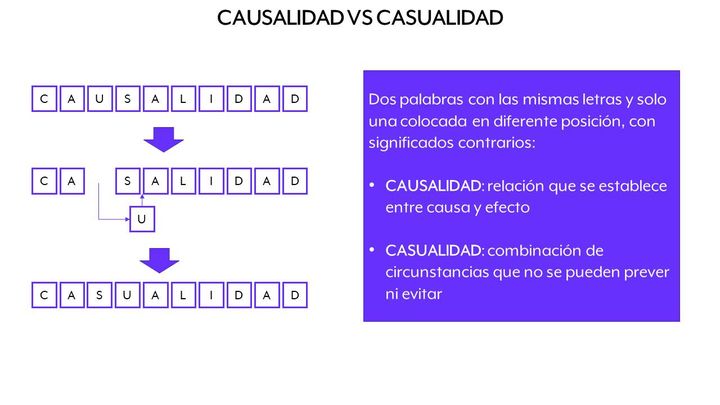 CAUSALIDAD VS CASUALIDAD
C A U S A L I D A D
C A S A L I D A D
U
C A S U A L I D A D
Dos palabras con las mismas letras y solo
una colocada en diferente posición, con
significados contrarios:
• CAUSALIDAD: relación que se establece
entre causa y efecto
• CASUALIDAD: combinación de
circunstancias que no se pueden prever
ni evitar